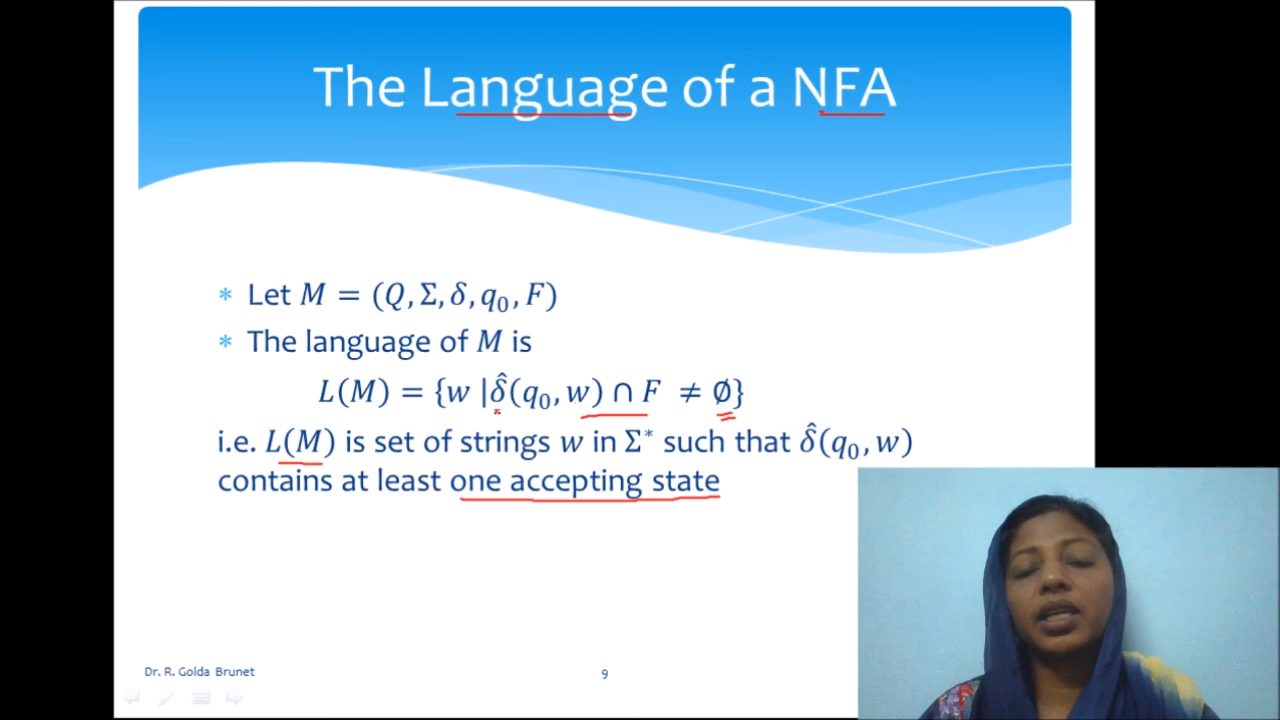 The Language of a NFA
* Let M = (Q, Σ, δ, q₀, F)
* The language of M is
L(M) = {w |δ̂(q₀, w) ∩ F ≠ ∅}
i.e. L(M) is set of strings w in Σ* such that δ̂(q₀, w)
contains at least one accepting state
Dr. R. Golda Brunet
9